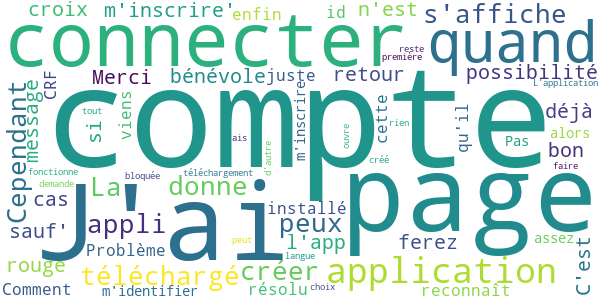 croix m'inscrire' enfin id n'est s'affiche
connecter quand
reste
première
CRF Merci bénévole juste retour possibilité
L'application
Cependant message compte
tout si viens m'inscrire cette qu'il déjà
Pas alors
ais d'autre ouvre rien bon
fonctionne La téléchargement créé faire
demande bloquée donne page
J'ai
cas installé
sauf' appli peux
Problème l'app ferez assez C'est
peut
rouge téléchargé créer langue application
Comment m'identifier résolu choix reconnaît